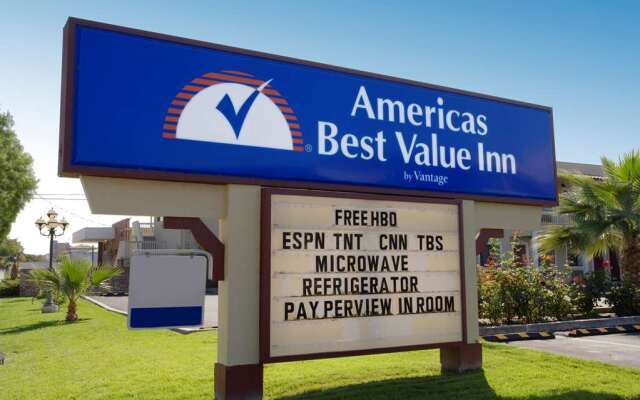 Americas
Best Value Inn
®
by Vantage
FREE HBO
ESPN TNT CNN TBS
MICROWAVE
REFRIGERATOR
PAY PERVIEW IN ROOM